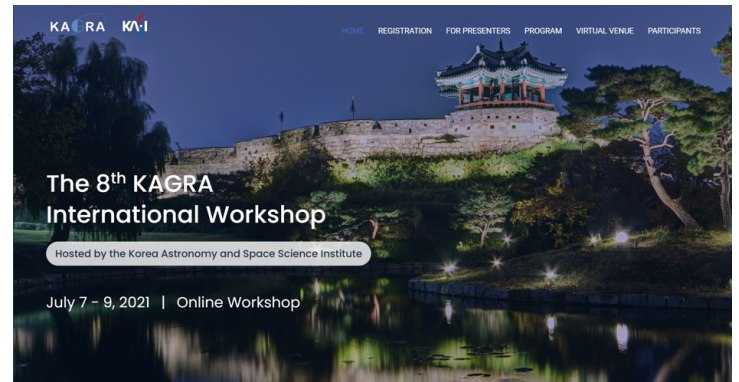 KAGRA KASI
HOME REGISTRATION FOR PRESENTERS PROGRAM VIRTUAL VENUE PARTICIPANTS
The 8th KAGRA
International Workshop
Hosted by the Korea Astronomy and Space Science Institute
July 7 - 9, 2021 | Online Workshop